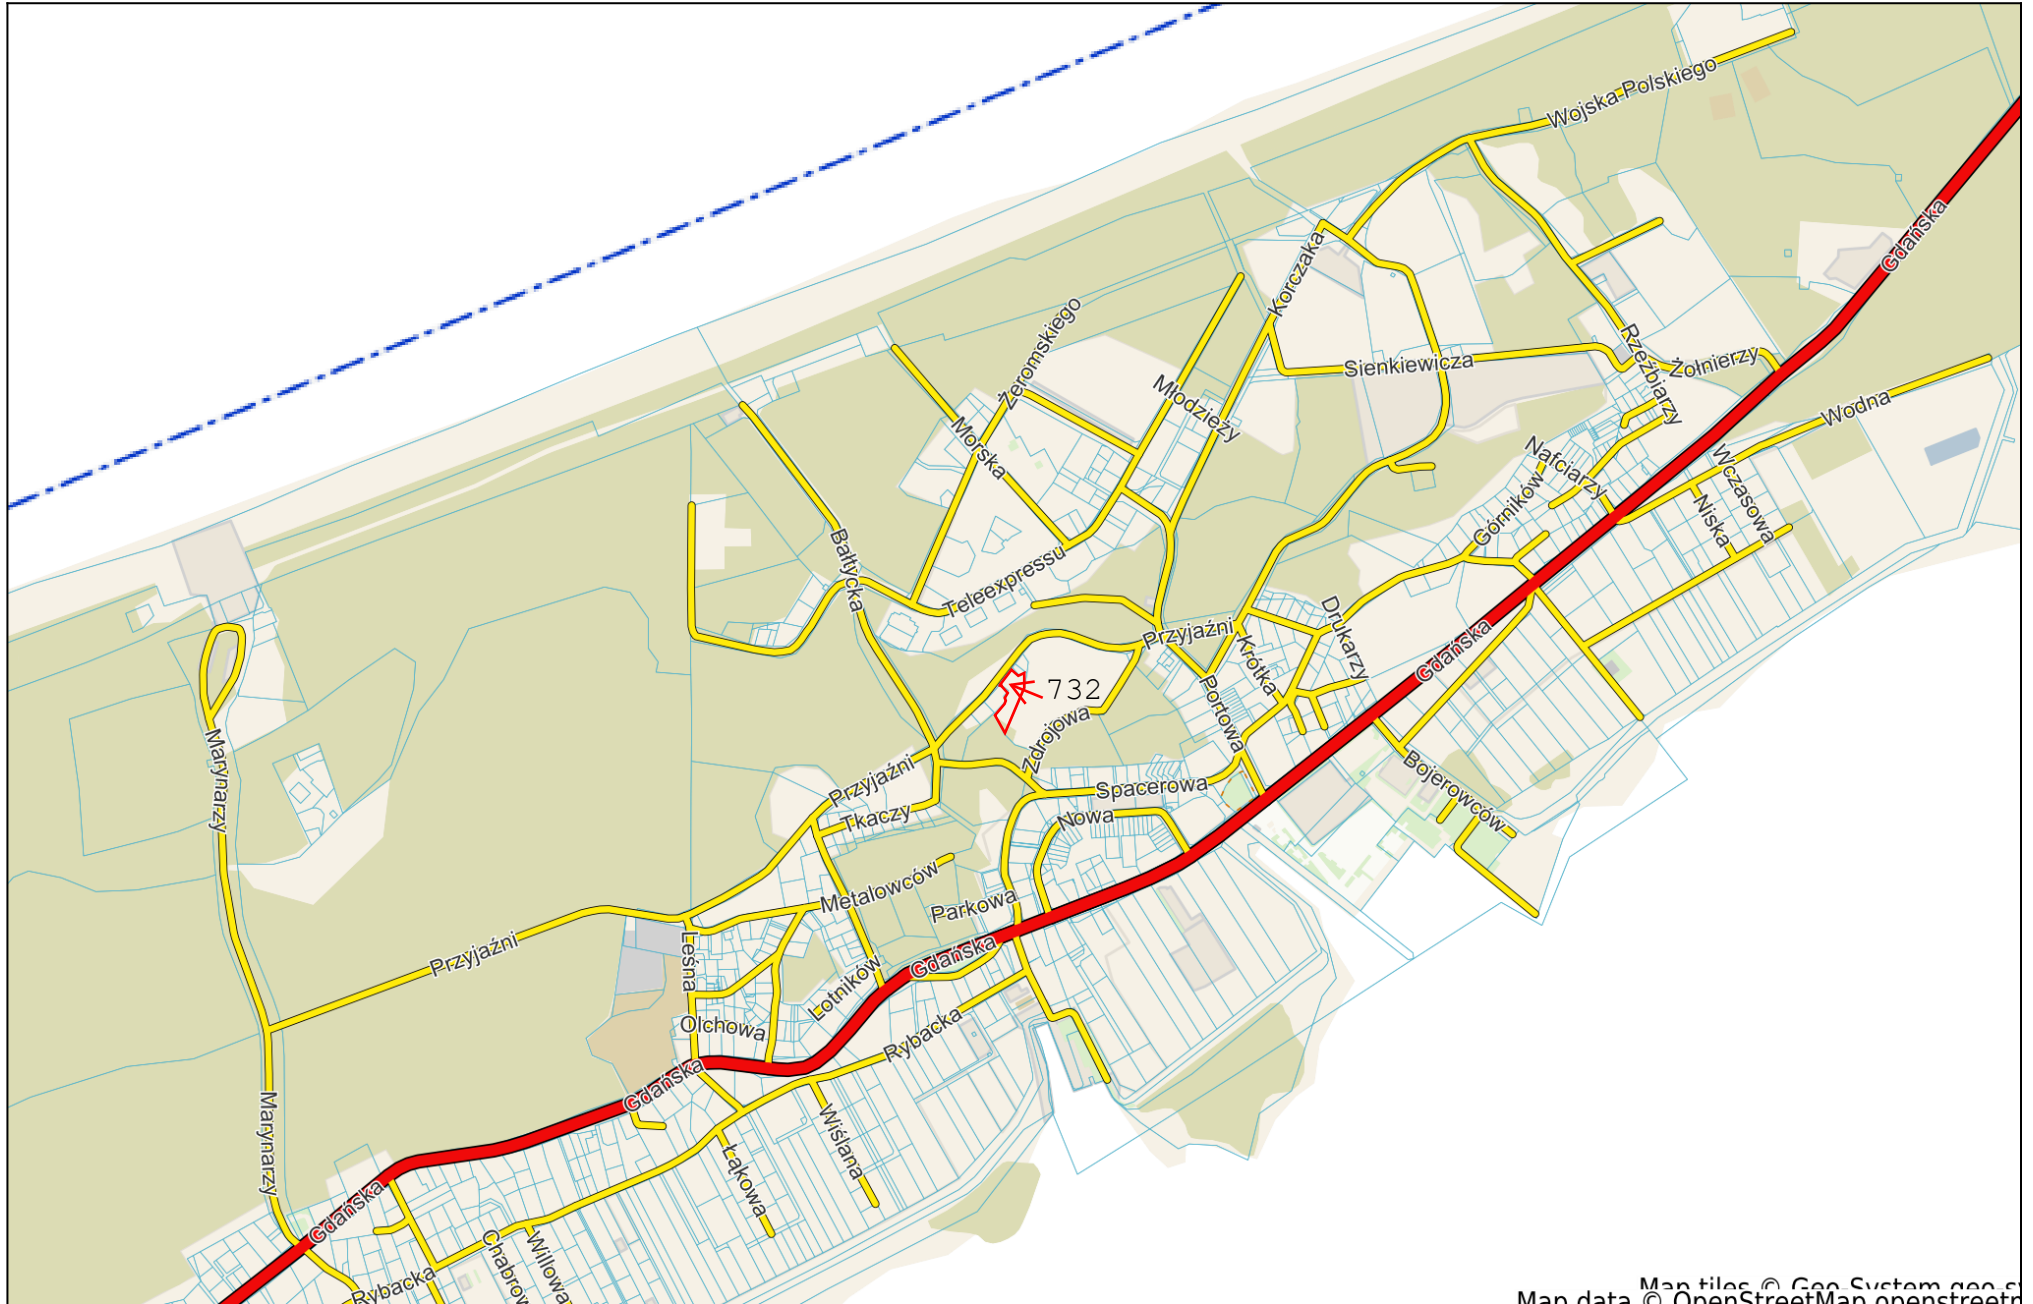 Wojska Polskiego
Gdańska
Korczaka
Żeromskiego
Sienkiewicza
Rzeźbiarzy
Żołnierzy
Młodzieży
Wodna
Morska
Nafciarzy
Wczasowa
Górników
Niska
Bałtycka
Teleexpressu
Drukarzy
Przyjaźni
Krótka
Gdańska
732
Portowa
Zdrojowa
Marynarzy
Bojerowców
Przyjaźni
Spacerowa
Tkaczy
Nowa
Metalowców
Parkowa
Przyjaźni
Leśna
Gdańska
Lotników
Olchowa
Rybacka
Gdańska
Marynarzy
Wiślana
Łąkowa
Gdańska
Willowa
Rybacka